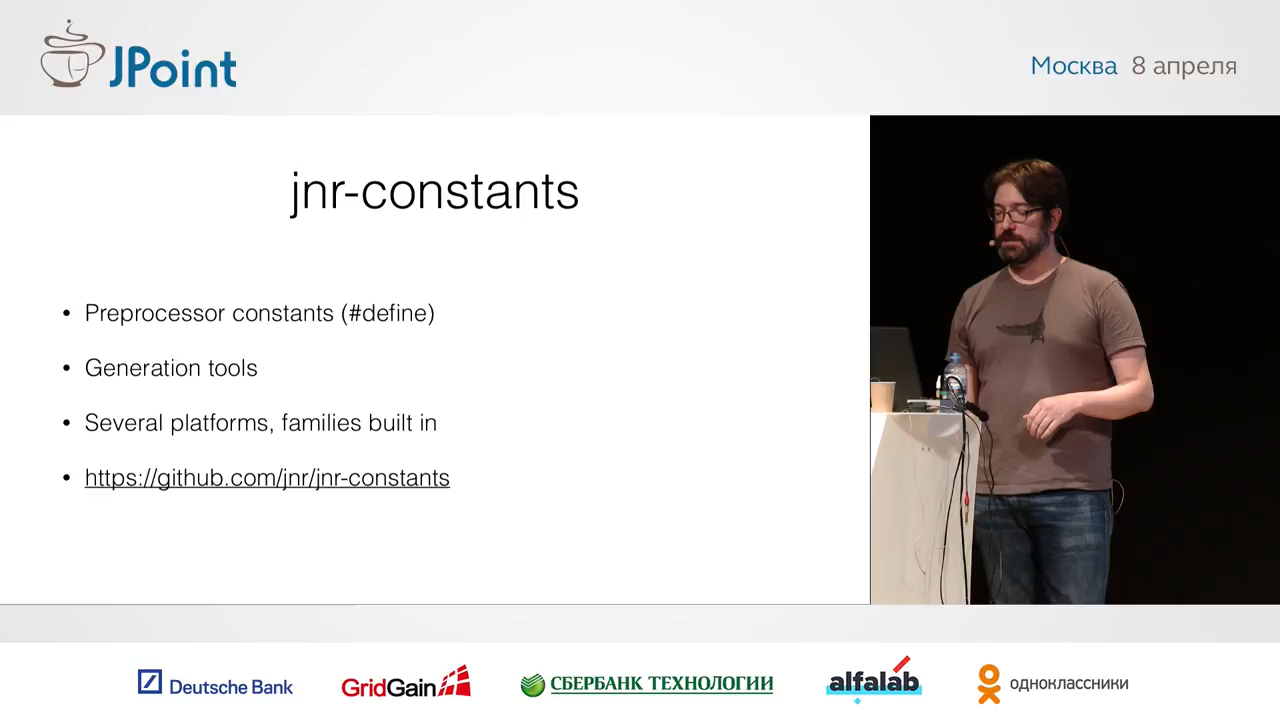 JPoint
Москва 8 апреля
jnr-constants
• Preprocessor constants (#define)
• Generation tools
• Several platforms, families built in
• https://github.com/jnr/jnr-constants
Deutsche Bank
GridGain
СБЕРБАНК ТЕХНОЛОГИИ
alfalab
одноклассники